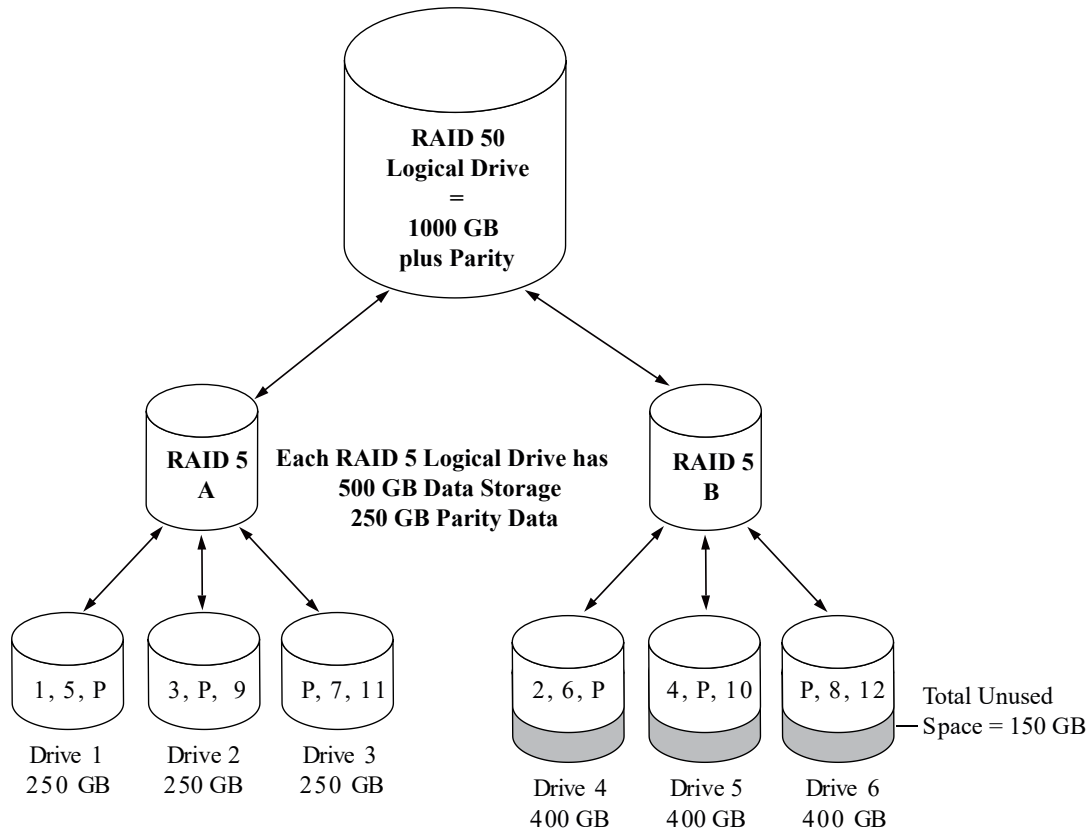 RAID 50
Logical Drive
=
1000 GB
plus Parity
RAID 5
A
Each RAID 5 Logical Drive has
500 GB Data Storage
250 GB Parity Data
RAID 5
B
1, 5, P
3, P, 9
P, 7, 11
2, 6, P
4, P, 10
P, 8, 12
Total Unused
Space = 150 GB
Drive 1
250 GB
Drive 2
250 GB
Drive 3
250 GB
Drive 4
400 GB
Drive 5
400 GB
Drive 6
400 GB